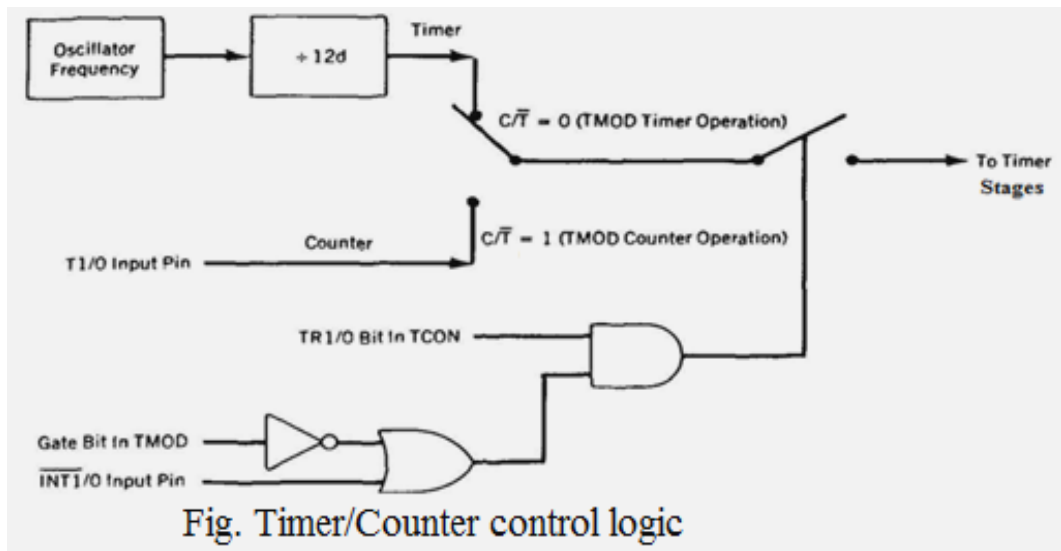 Oscillator
Frequency
÷ 12d
Timer
C/T̅ = 0 (TMOD Timer Operation)
To Timer
Stages
C/T̅ = 1 (TMOD Counter Operation)
Counter
T1/0 Input Pin
TR1/0 Bit In TCON
Gate Bit In TMOD
I̅N̅T̅1̅/0 Input Pin
Fig. Timer/Counter control logic